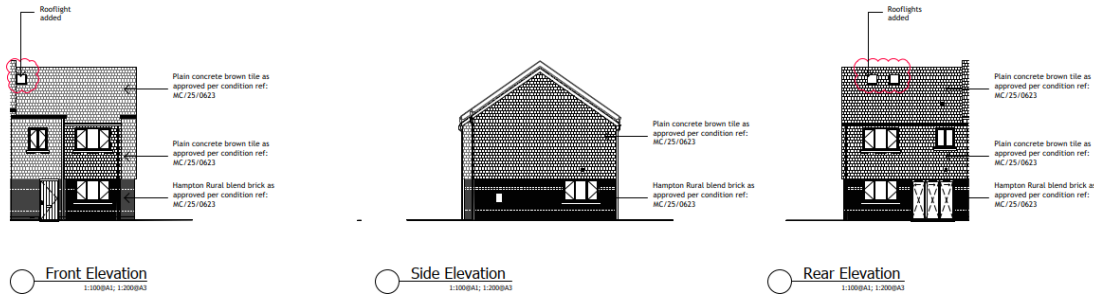 Rooflight
added
Plain concrete brown tile as
approved per condition ref:
MC/25/0623
Plain concrete brown tile as
approved per condition ref:
MC/25/0623
Hampton Rural blend brick as
approved per condition ref:
MC/25/0623
Front Elevation
1:100@A1; 1:200@A3
Plain concrete brown tile as
approved per condition ref:
MC/25/0623
Hampton Rural blend brick as
approved per condition ref:
MC/25/0623
Side Elevation
1:100@A1; 1:200@A3
Rooflights
added
Plain concrete brown tile as
approved per condition ref:
MC/25/0623
Plain concrete brown tile as
approved per condition ref:
MC/25/0623
Hampton Rural blend brick as
approved per condition ref:
MC/25/0623
Rear Elevation
1:100@A1; 1:200@A3